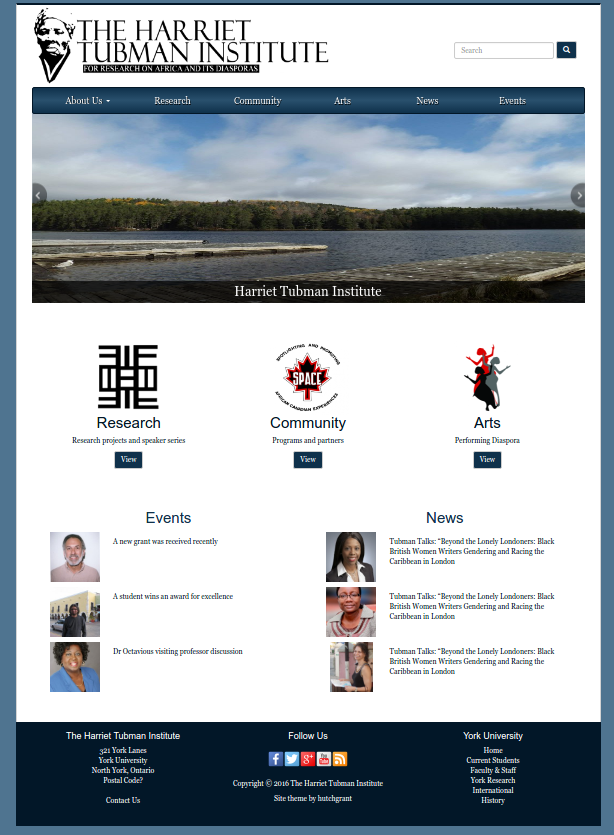 THE HARRIET
TUBMAN INSTITUTE
FOR RESEARCH ON AFRICA AND ITS DIASPORAS
Search
About Us
Research
Community
Arts
News
Events
Harriet Tubman Institute
SPOTLIGHTING AND PROMOTING
SPACE
AFRICAN CANADIAN EXPERIENCES
Research
Research projects and speaker series
View
Community
Programs and partners
View
Arts
Performing Diaspora
View
Events
A new grant was received recently
A student wins an award for excellence
Dr Octavious visiting professor discussion
News
Tubman Talks: “Beyond the Lonely Londoners: Black
British Women Writers Gendering and Racing the
Caribbean in London
Tubman Talks: “Beyond the Lonely Londoners: Black
British Women Writers Gendering and Racing the
Caribbean in London
Tubman Talks: “Beyond the Lonely Londoners: Black
British Women Writers Gendering and Racing the
Caribbean in London
The Harriet Tubman Institute
321 York Lanes
York University
North York, Ontario
Postal Code?
Contact Us
Follow Us
Copyright © 2016 The Harriet Tubman Institute
Site theme by hutchgrant
York University
Home
Current Students
Faculty & Staff
York Research
International
History